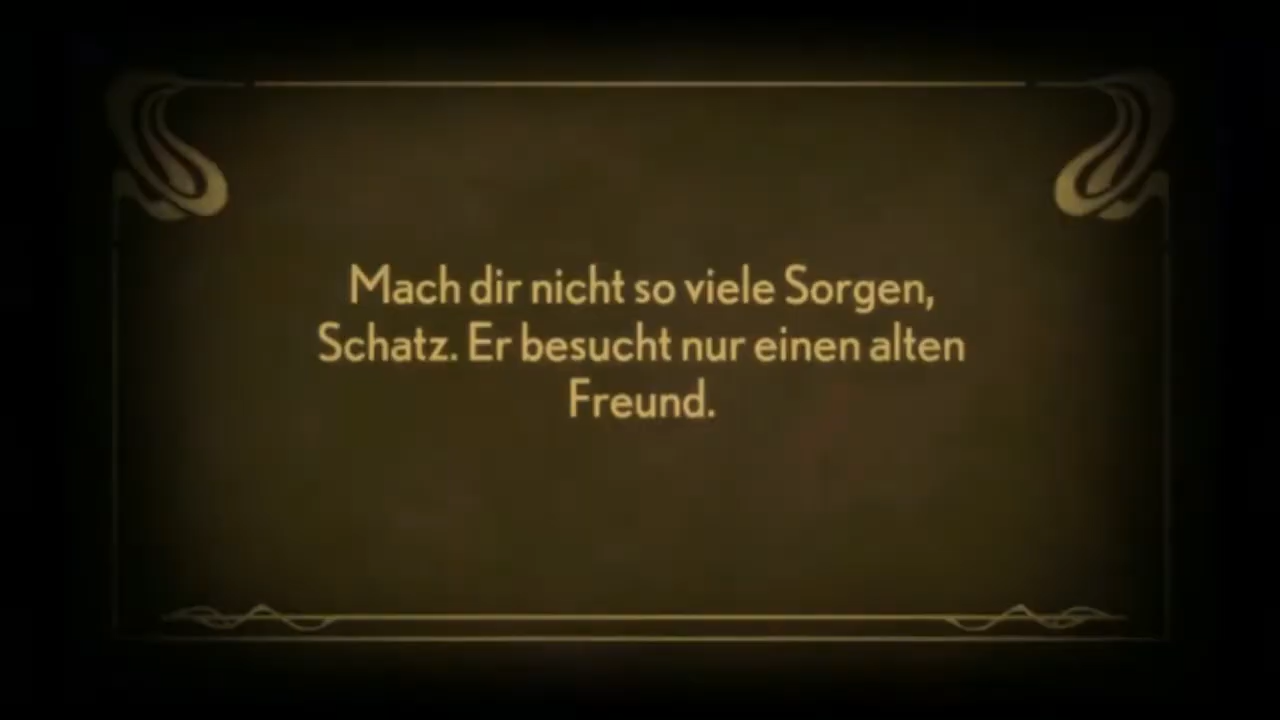 Mach dir nicht so viele Sorgen,
Schatz. Er besucht nur einen alten
Freund.